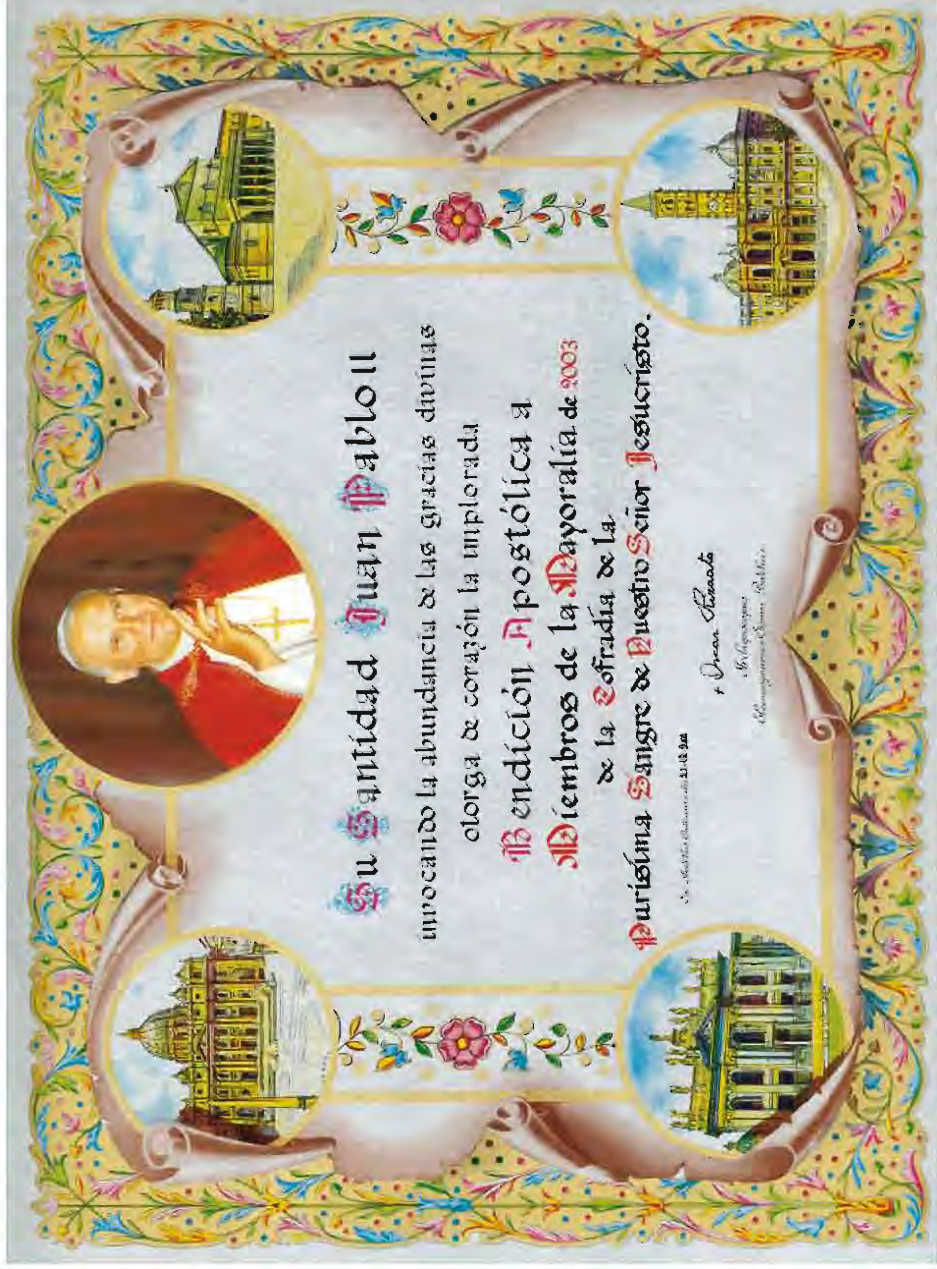 Su Santidad Juan Pablo II
invocando la abundancia de las gracias divinas
otorga de corazón la implorada
Bendición Apostólica a
Miembros de la Mayoralía de 2003
de la Cofradía de la
Purísima Sangre de Nuestro Señor Jesucristo.